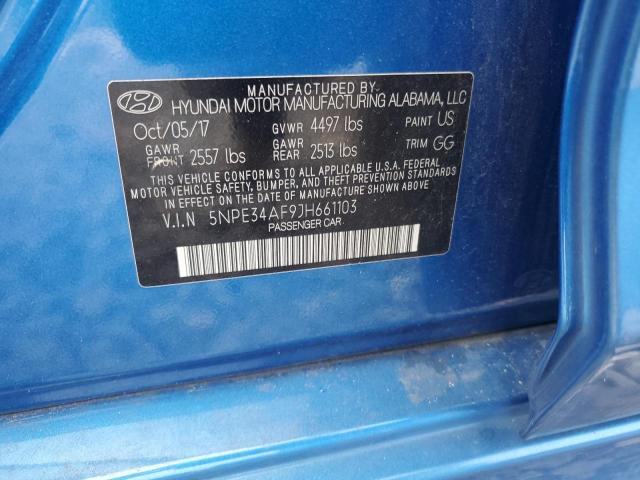 MANUFACTURED BY
HYUNDAI MOTOR MANUFACTURING ALABAMA, LLC
Oct/05/17 GVWR 4497 lbs PAINT US
GAWR FRONT 2557 lbs GAWR REAR 2513 lbs TRIM GG
THIS VEHICLE CONFORMS TO ALL APPLICABLE U.S.A. FEDERAL
MOTOR VEHICLE SAFETY, BUMPER, AND THEFT PREVENTION STANDARDS
IN EFFECT ON THE DATE OF MANUFACTURE SHOWN ABOVE.
V.I.N 5NPE34AF9JH661103
PASSENGER CAR